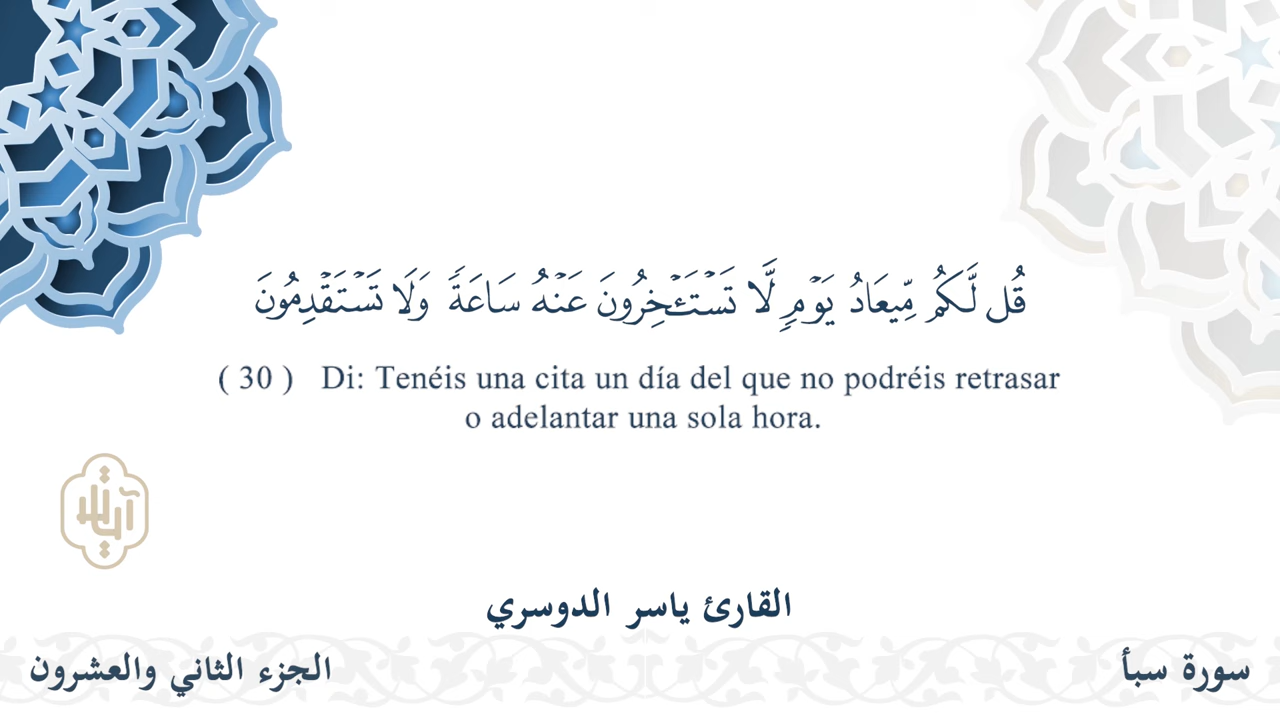 قُل لَّكُم مِّيعَادُ يَوْمٍ لَّا تَسْتَـْٔخِرُونَ عَنْهُ سَاعَةً وَلَا تَسْتَقْدِمُونَ
( 30 ) Di: Tenéis una cita un día del que no podréis retrasar
o adelantar una sola hora.
القارئ ياسر الدوسري
سورة سبأ
الجزء الثاني والعشرون